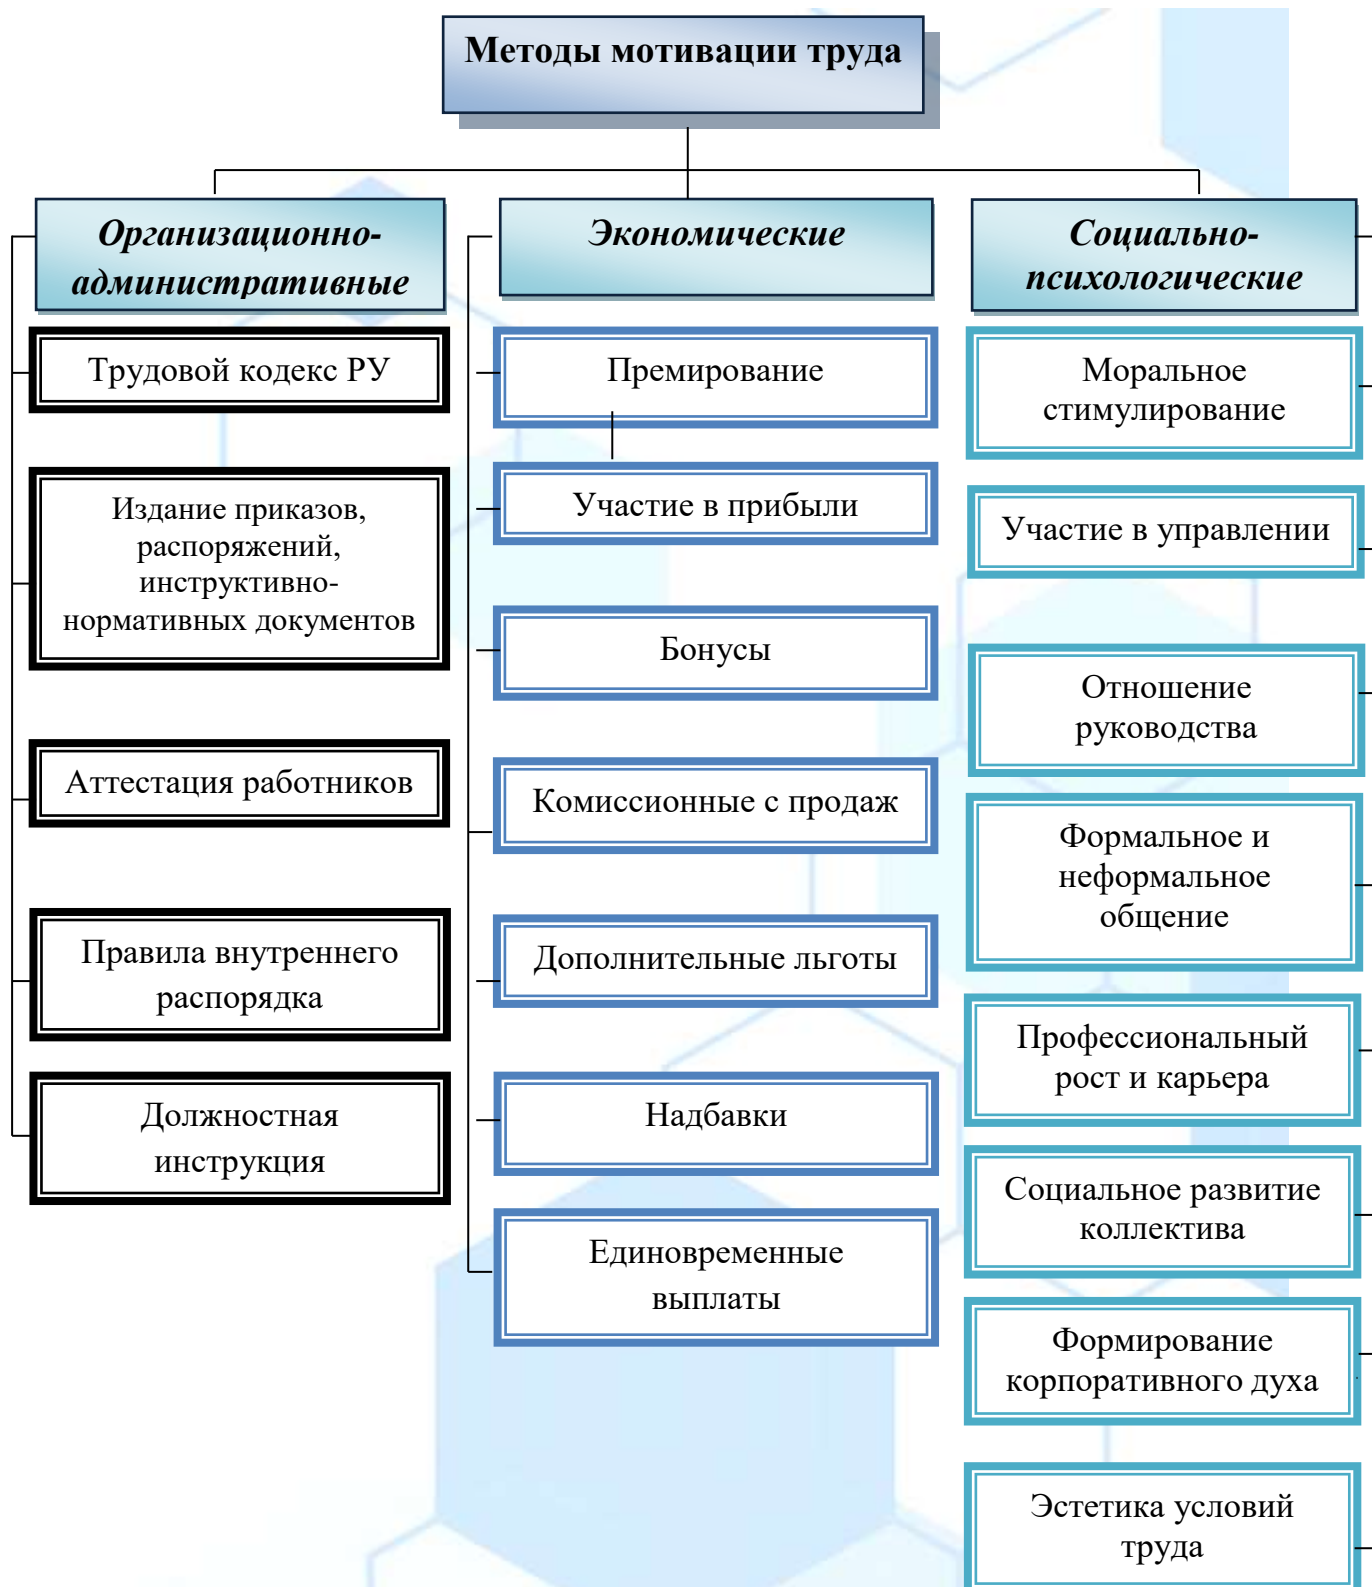 Методы мотивации труда
Организационно-
административные
Трудовой кодекс РУ
Издание приказов,
распоряжений,
инструктивно-
нормативных документов
Аттестация работников
Правила внутреннего
распорядка
Должностная
инструкция
Экономические
Премирование
Участие в прибыли
Бонусы
Комиссионные с продаж
Дополнительные льготы
Надбавки
Единовременные
выплаты
Социально-
психологические
Моральное
стимулирование
Участие в управлении
Отношение
руководства
Формальное и
неформальное
общение
Профессиональный
рост и карьера
Социальное развитие
коллектива
Формирование
корпоративного духа
Эстетика условий
труда